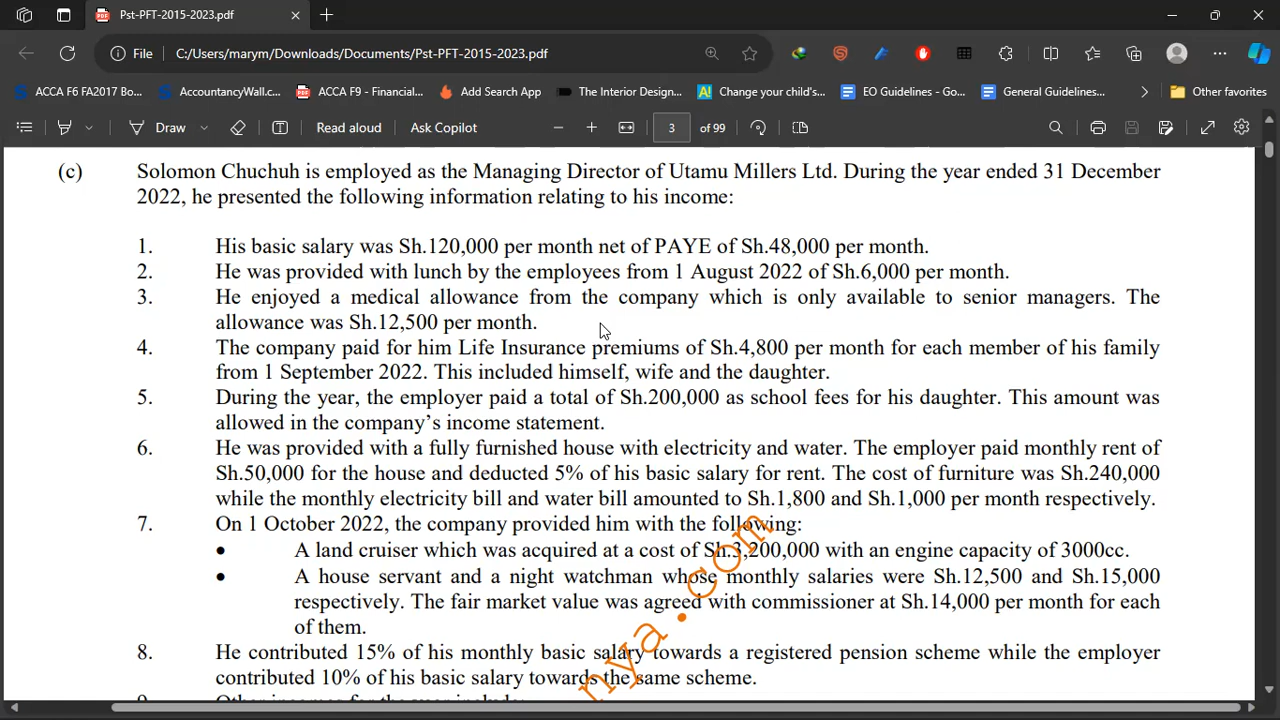 Pst-PFT-2015-2023.pdf
File C:/Users/marym/Downloads/Documents/Pst-PFT-2015-2023.pdf
ACCA F6 FA2017 Bo... AccountancyWall.c... ACCA F9 - Financial... Add Search App The Interior Design... Change your child's... EO Guidelines - Go... General Guidelines... Other favorites
Draw Read aloud Ask Copilot 3 of 99
(c) Solomon Chuchuh is employed as the Managing Director of Utamu Millers Ltd. During the year ended 31 December
2022, he presented the following information relating to his income:
1. His basic salary was Sh.120,000 per month net of PAYE of Sh.48,000 per month.
2. He was provided with lunch by the employees from 1 August 2022 of Sh.6,000 per month.
3. He enjoyed a medical allowance from the company which is only available to senior managers. The
allowance was Sh.12,500 per month.
4. The company paid for him Life Insurance premiums of Sh.4,800 per month for each member of his family
from 1 September 2022. This included himself, wife and the daughter.
5. During the year, the employer paid a total of Sh.200,000 as school fees for his daughter. This amount was
allowed in the company's income statement.
6. He was provided with a fully furnished house with electricity and water. The employer paid monthly rent of
Sh.50,000 for the house and deducted 5% of his basic salary for rent. The cost of furniture was Sh.240,000
while the monthly electricity bill and water bill amounted to Sh.1,800 and Sh.1,000 per month respectively.
7. On 1 October 2022, the company provided him with the following:
• A land cruiser which was acquired at a cost of Sh.3,200,000 with an engine capacity of 3000cc.
• A house servant and a night watchman whose monthly salaries were Sh.12,500 and Sh.15,000
respectively. The fair market value was agreed with commissioner at Sh.14,000 per month for each
of them.
8. He contributed 15% of his monthly basic salary towards a registered pension scheme while the employer
contributed 10% of his basic salary towards the same scheme.
9. Other incomes for the year include:
nya.com